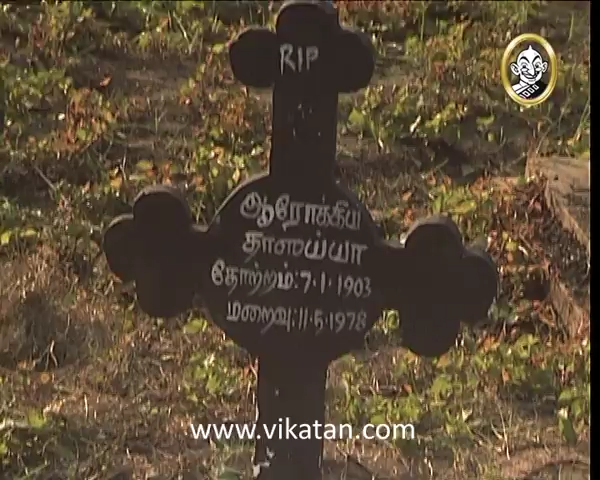 RIP
ஆரோக்கிய
தாஸய்யா
தோற்றம்:7.1.1903
மறைவு:11.5.1978
www.vikatan.com